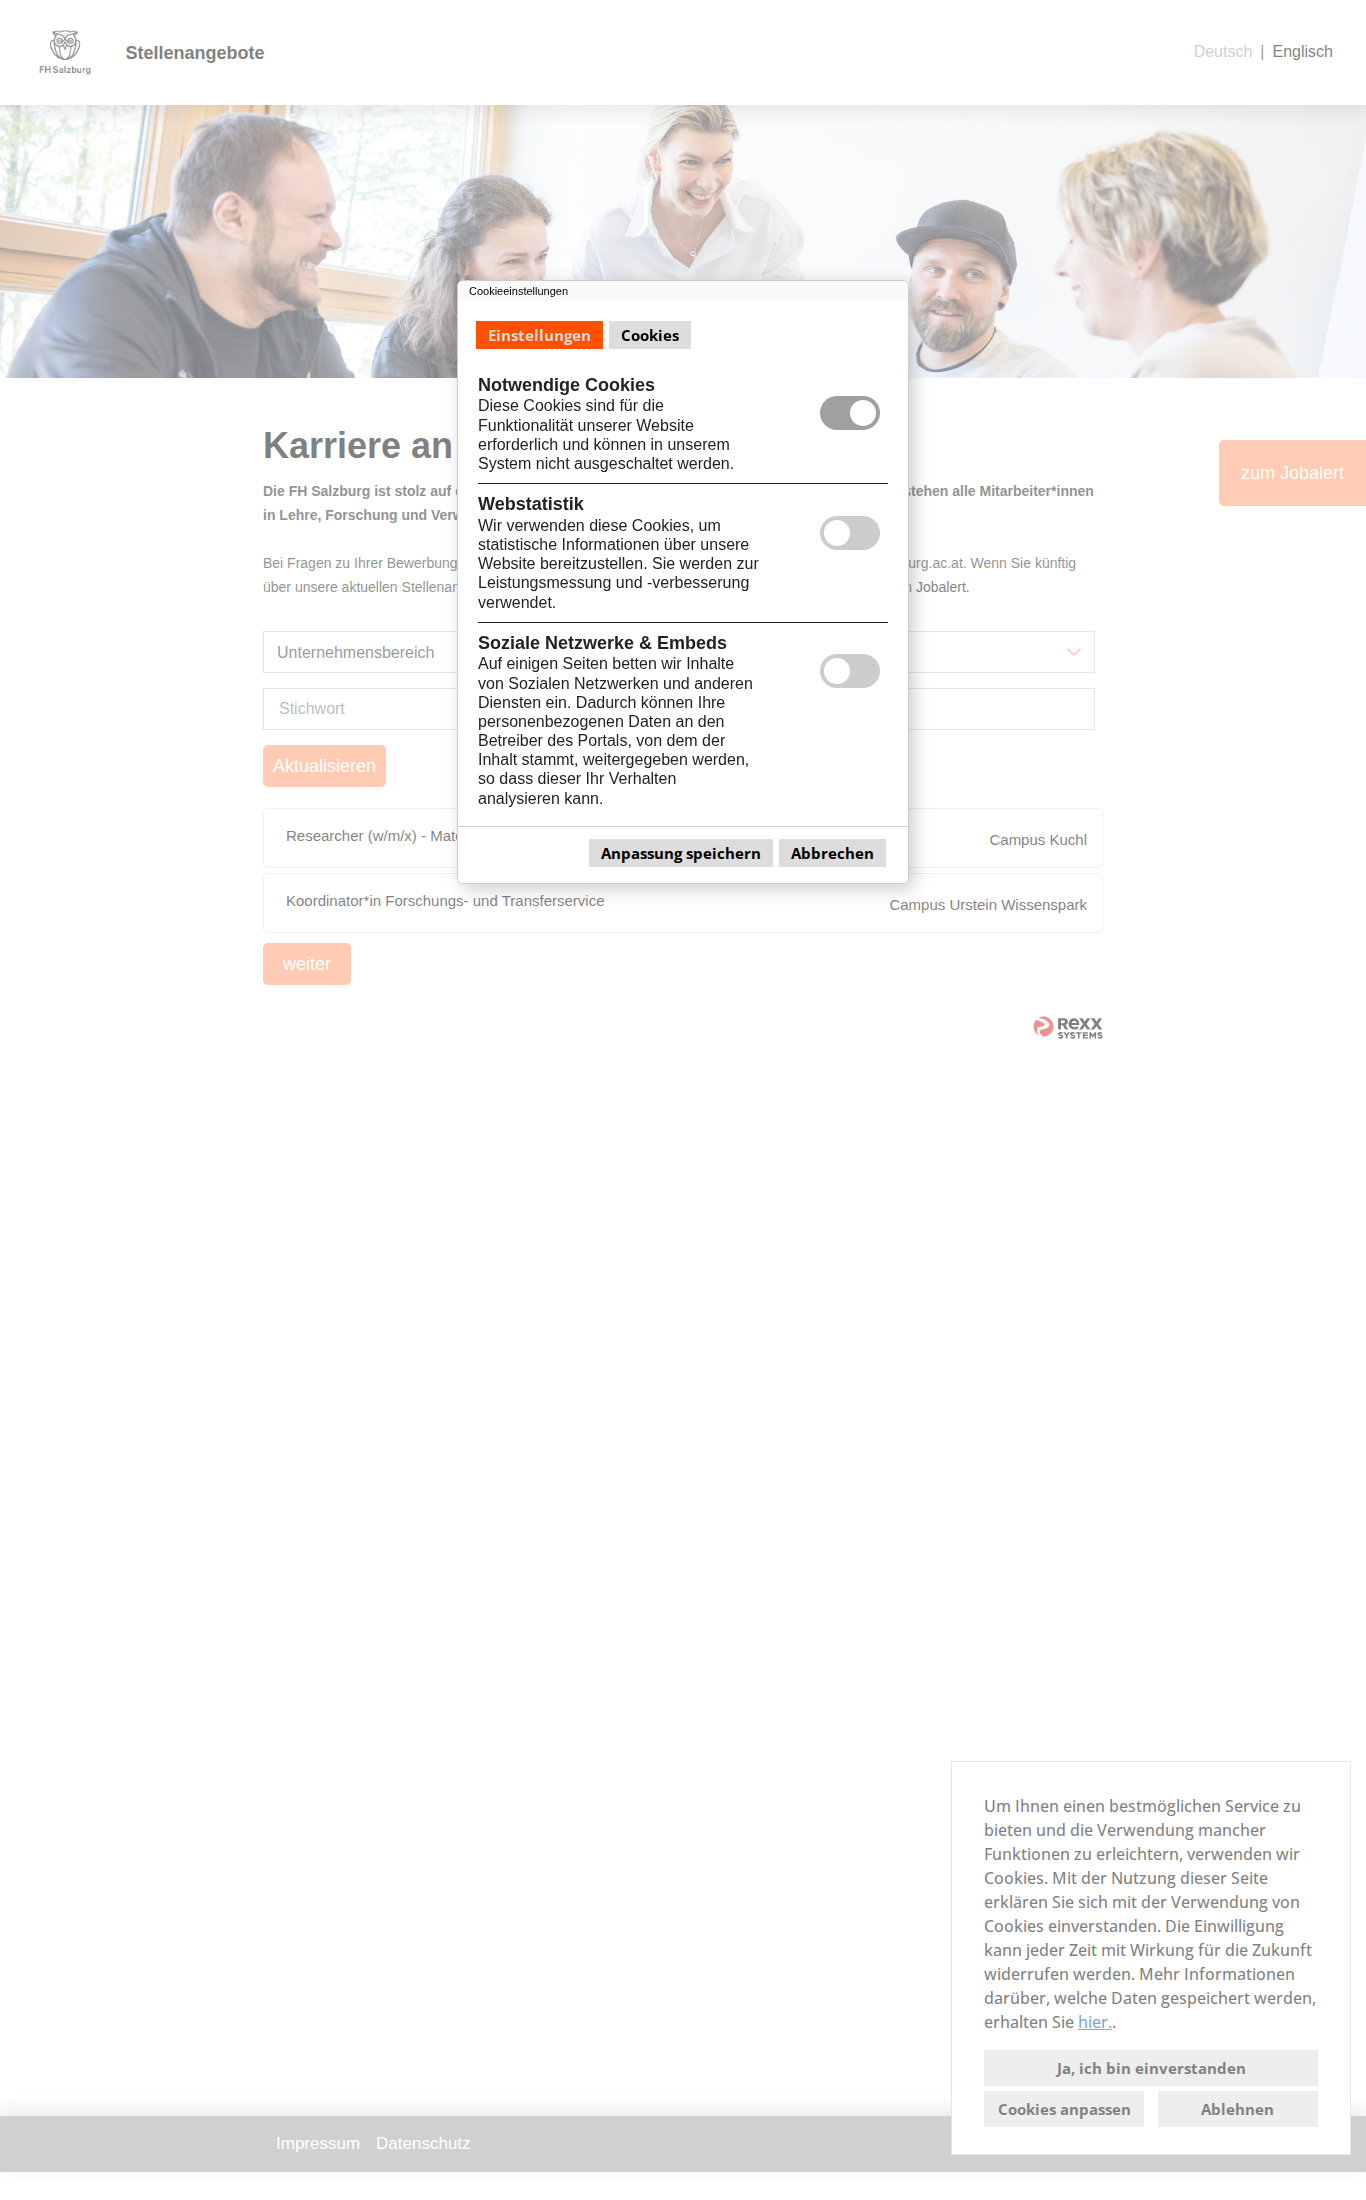 FH Salzburg
Stellenangebote
Deutsch | Englisch
Cookieeinstellungen
Einstellungen
Cookies
Notwendige Cookies
Diese Cookies sind für die
Funktionalität unserer Website
erforderlich und können in unserem
System nicht ausgeschaltet werden.
Webstatistik
Wir verwenden diese Cookies, um
statistische Informationen über unsere
Website bereitzustellen. Sie werden zur
Leistungsmessung und -verbesserung
verwendet.
Soziale Netzwerke & Embeds
Auf einigen Seiten betten wir Inhalte
von Sozialen Netzwerken und anderen
Diensten ein. Dadurch können Ihre
personenbezogenen Daten an den
Betreiber des Portals, von dem der
Inhalt stammt, weitergegeben werden,
so dass dieser Ihr Verhalten
analysieren kann.
Anpassung speichern
Abbrechen
Karriere an
zum Jobalert
Die FH Salzburg ist stolz auf stehen alle Mitarbeiter*innen
in Lehre, Forschung und
Bei Fragen zu Ihrer Bewerbung Wenn Sie künftig
über unsere aktuellen Jobalert.
Unternehmensbereich
Stichwort
Aktualisieren
Researcher (w/m/x) -
Campus Kuchl
Koordinator*in Forschungs- und Transferservice
Campus Urstein Wissenspark
weiter
Rexx
SYSTEMS
Um Ihnen einen bestmöglichen Service zu
bieten und die Verwendung mancher
Funktionen zu erleichtern, verwenden wir
Cookies. Mit der Nutzung dieser Seite
erklären Sie sich mit der Verwendung von
Cookies einverstanden. Die Einwilligung
kann jeder Zeit mit Wirkung für die Zukunft
widerrufen werden. Mehr Informationen
darüber, welche Daten gespeichert werden,
erhalten Sie hier..
Ja, ich bin einverstanden
Cookies anpassen
Ablehnen
Impressum
Datenschutz